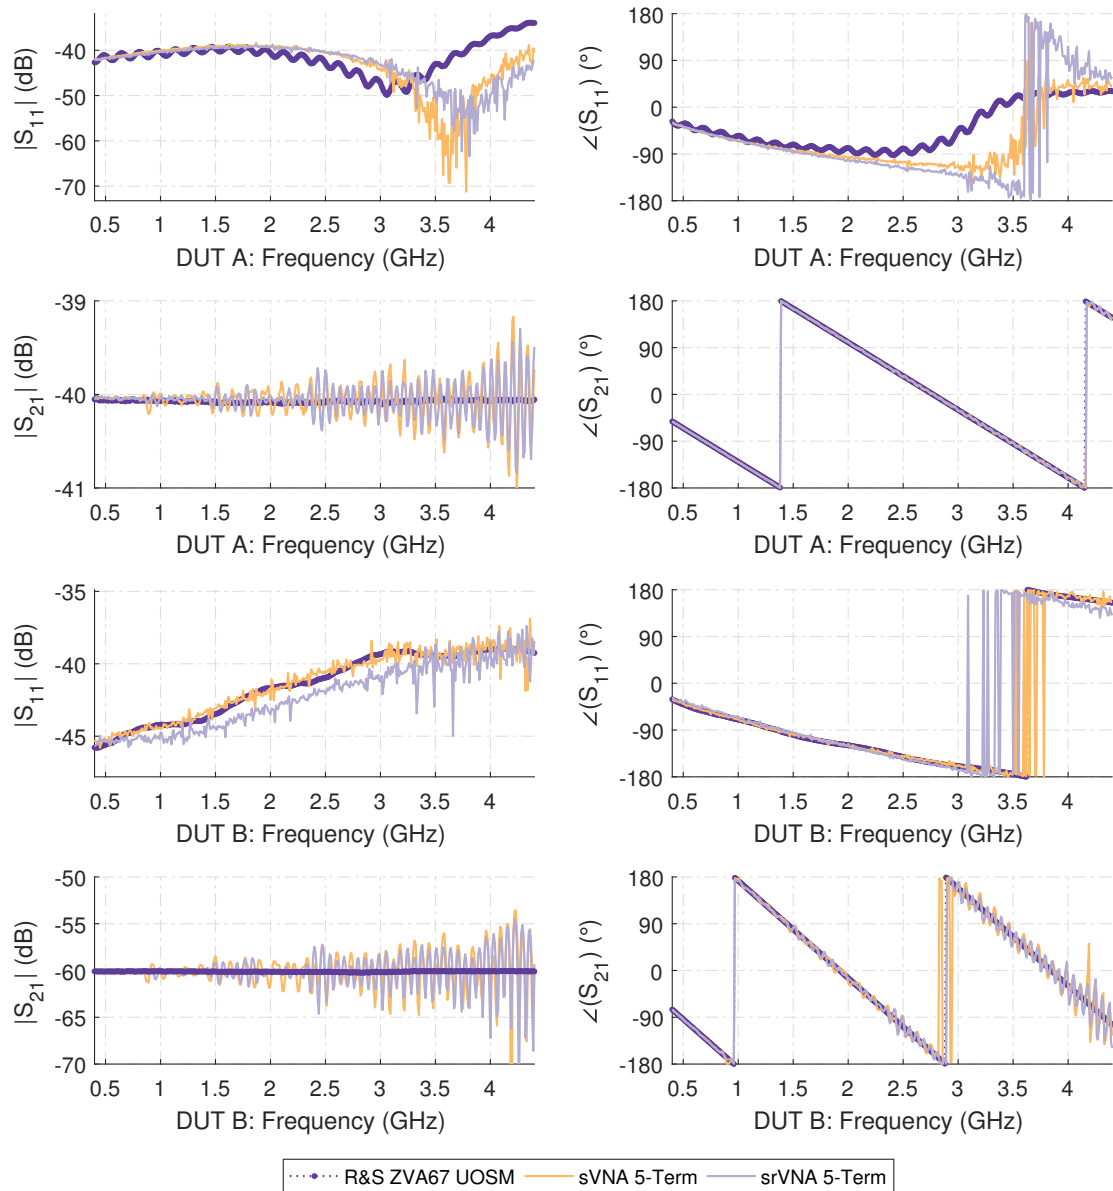 |S11| (dB)
-40
-50
-60
-70
0.5 1 1.5 2 2.5 3 3.5 4
DUT A: Frequency (GHz)
∠(S11) (°)
180
90
0
-90
-180
0.5 1 1.5 2 2.5 3 3.5 4
DUT A: Frequency (GHz)
|S21| (dB)
-39
-40
-41
0.5 1 1.5 2 2.5 3 3.5 4
DUT A: Frequency (GHz)
∠(S21) (°)
180
90
0
-90
-180
0.5 1 1.5 2 2.5 3 3.5 4
DUT A: Frequency (GHz)
|S11| (dB)
-35
-40
-45
0.5 1 1.5 2 2.5 3 3.5 4
DUT B: Frequency (GHz)
∠(S11) (°)
180
90
0
-90
-180
0.5 1 1.5 2 2.5 3 3.5 4
DUT B: Frequency (GHz)
|S21| (dB)
-50
-55
-60
-65
-70
0.5 1 1.5 2 2.5 3 3.5 4
DUT B: Frequency (GHz)
∠(S21) (°)
180
90
0
-90
-180
0.5 1 1.5 2 2.5 3 3.5 4
DUT B: Frequency (GHz)
R&S ZVA67 UOSM sVNA 5-Term srVNA 5-Term